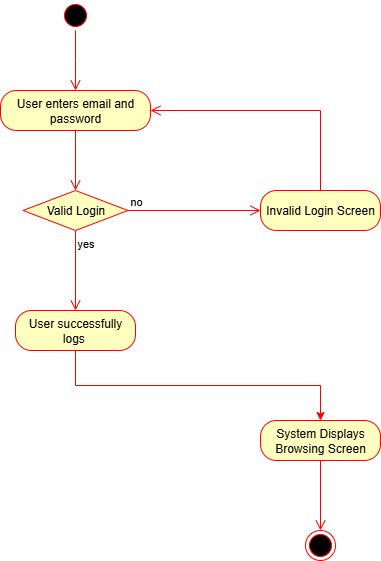 User enters email and
password
Valid Login
no
Invalid Login Screen
yes
User successfully
logs
System Displays
Browsing Screen